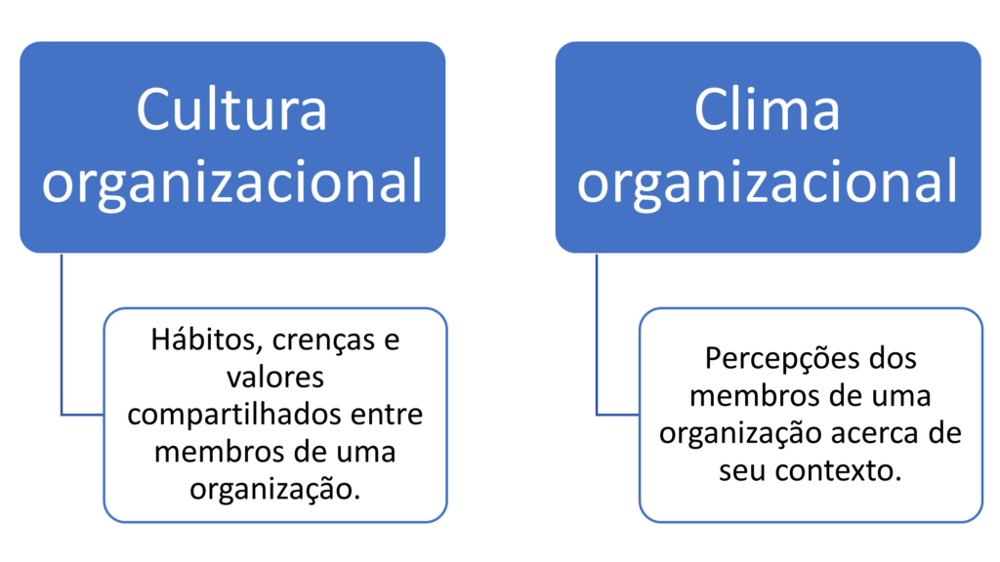 Cultura
organizacional
Hábitos, crenças e
valores
compartilhados entre
membros de uma
organização.
Clima
organizacional
Percepções dos
membros de uma
organização acerca de
seu contexto.